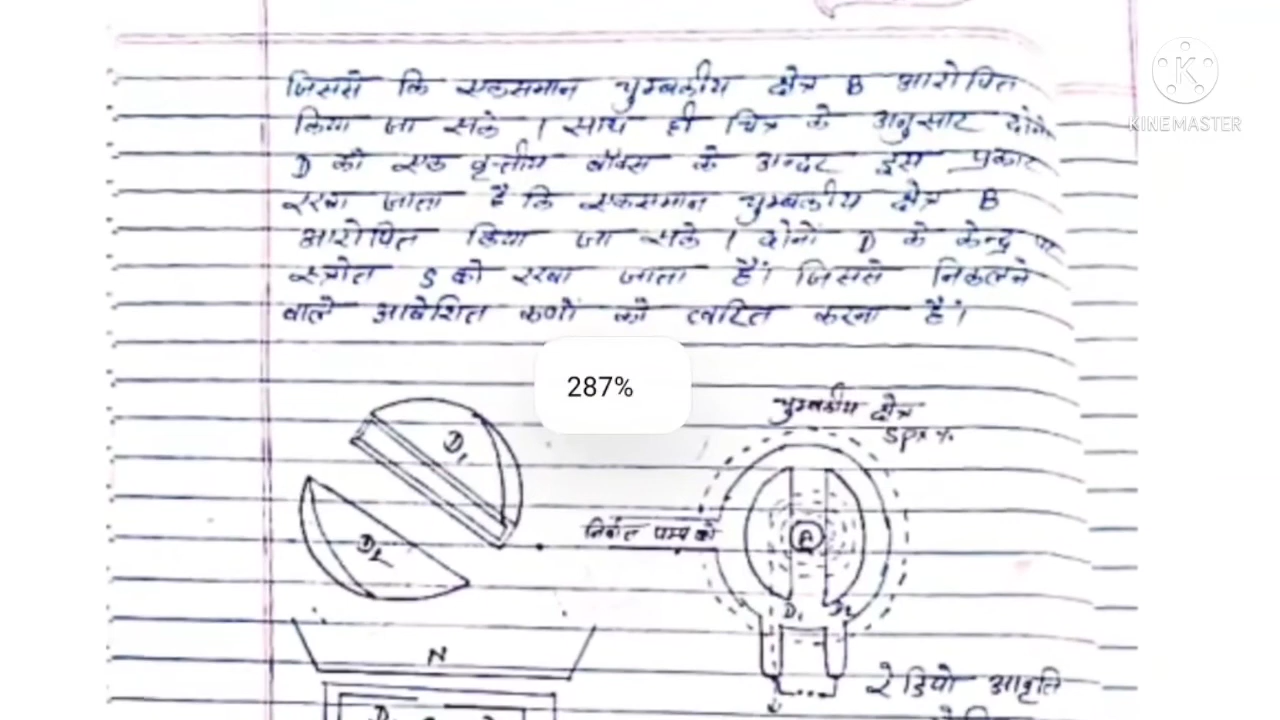 जिससे कि एकसमान चुम्बकीय क्षेत्र B आरोपित
किया जा सके । साथ ही चित्र के अनुसार दोनो
D को एक वृत्तीय बॉक्स के अन्दर इस प्रकार
रखा जाता है कि एकसमान चुम्बकीय क्षेत्र B
आरोपित किया जा सके । दोनों D के केन्द्र पर
स्त्रोत S को रखा जाता हैं। जिससे निकलने
वाले आवेशित कणों को त्वरित करना हैं।
KINEMASTER
287%
D₁
D₂
चुम्बकीय क्षेत्र
निर्वात पम्प को
D₁ D₂
N
रेडियो आवृति
D₁